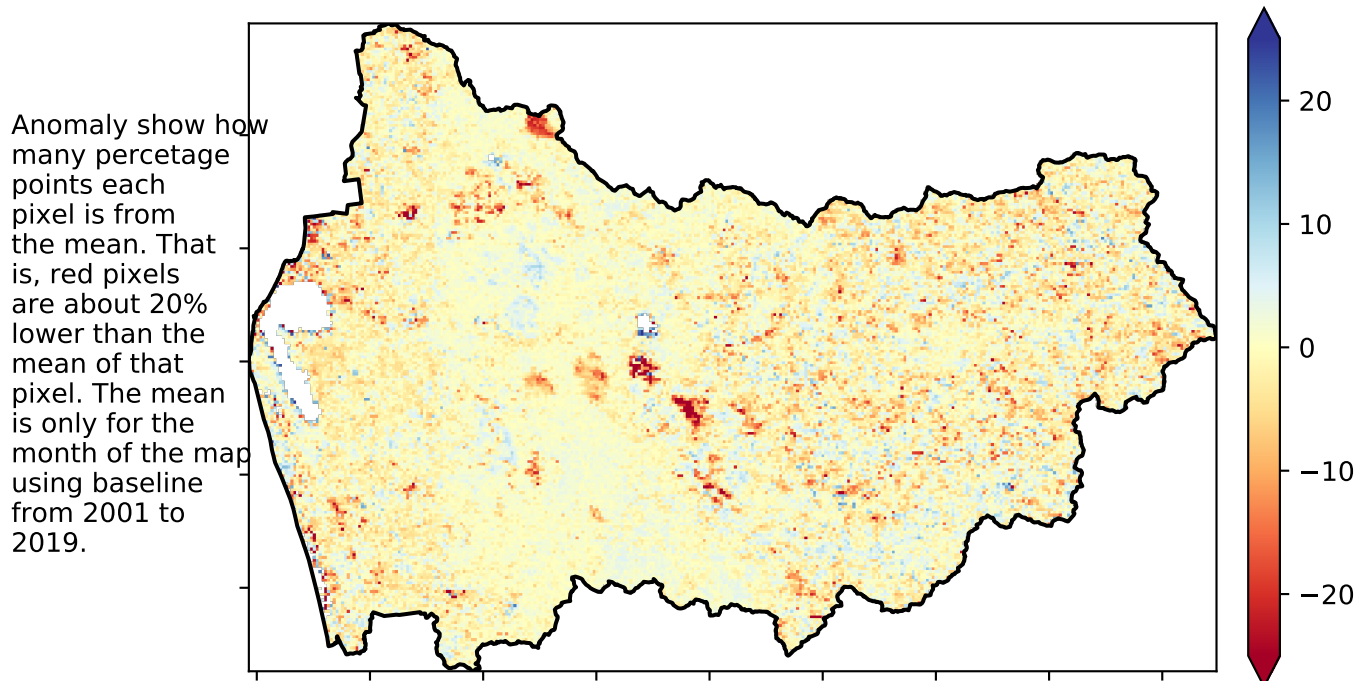 Anomaly show how
many percetage
points each
pixel is from
the mean. That
is, red pixels
are about 20%
lower than the
mean of that
pixel. The mean
is only for the
month of the map
using baseline
from 2001 to
2019.
20
10
0
−10
−20